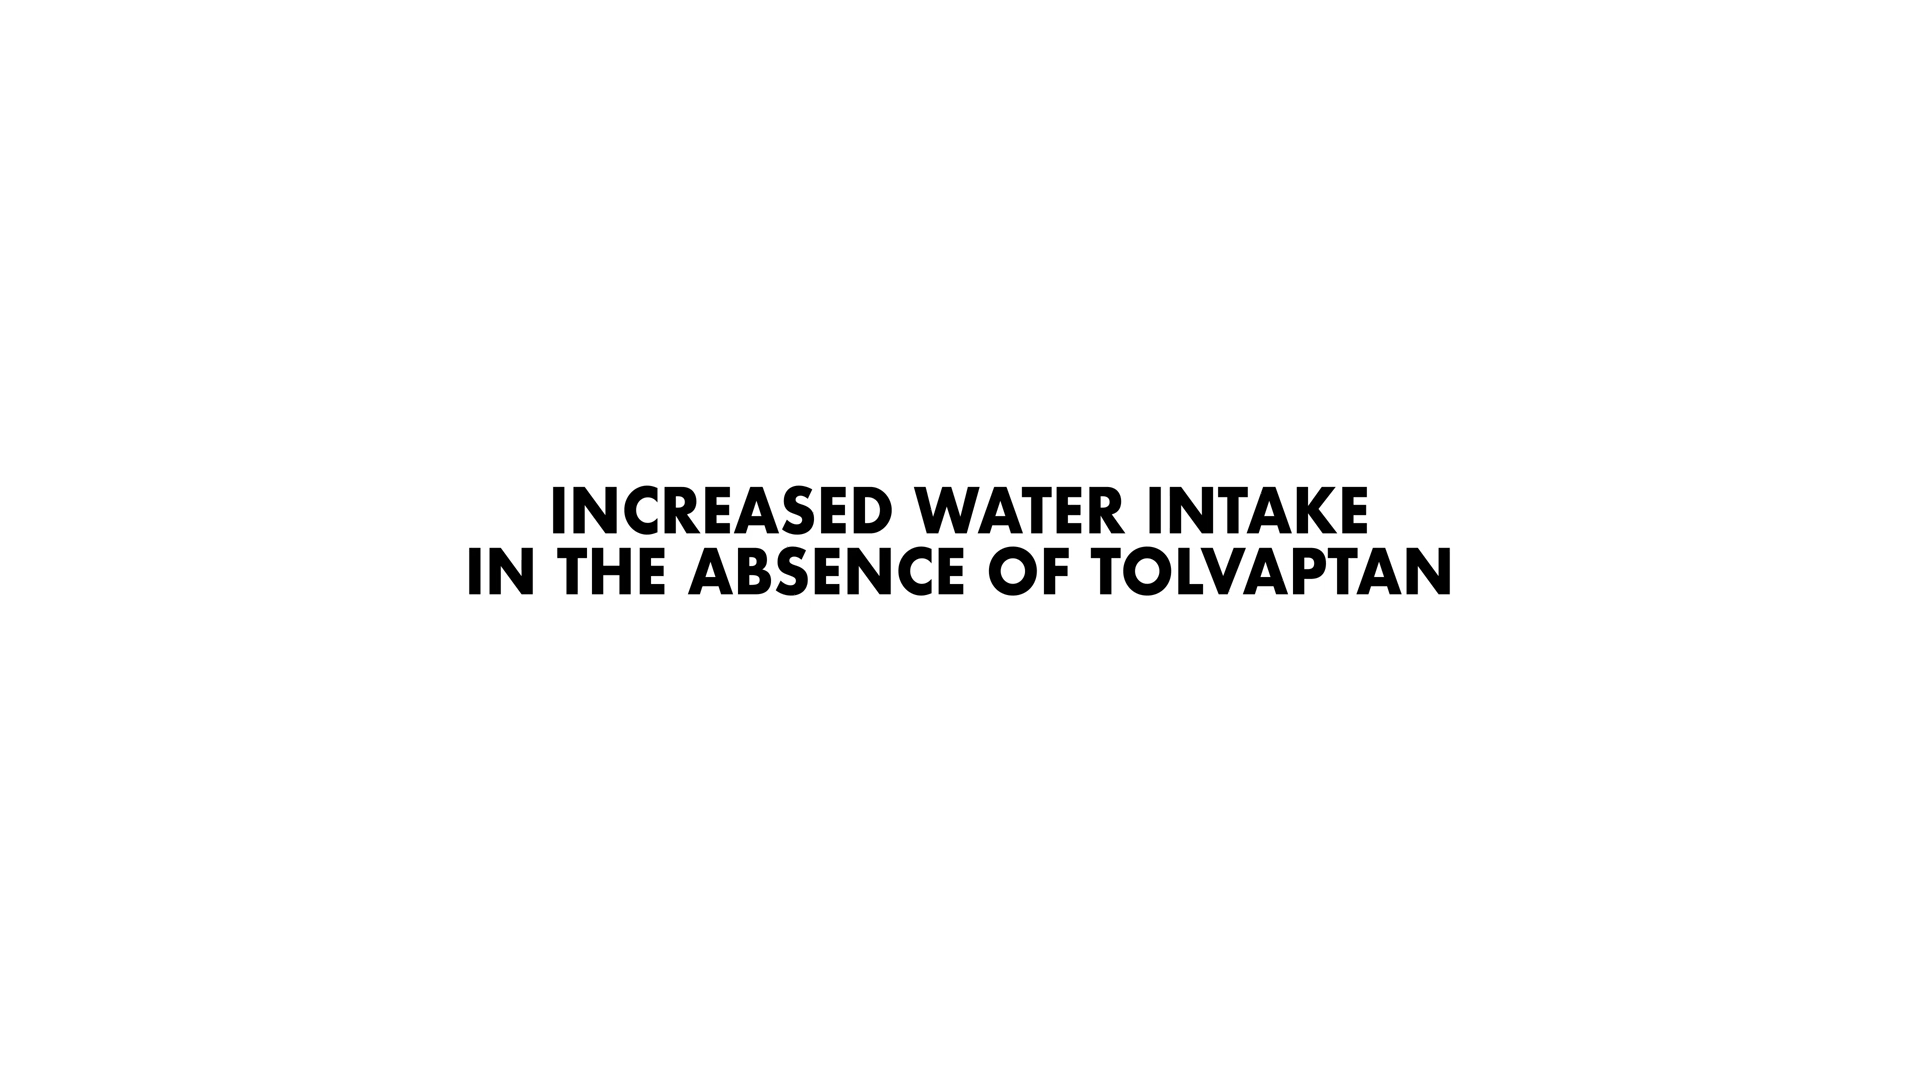 INCREASED WATER INTAKE
IN THE ABSENCE OF TOLVAPTAN